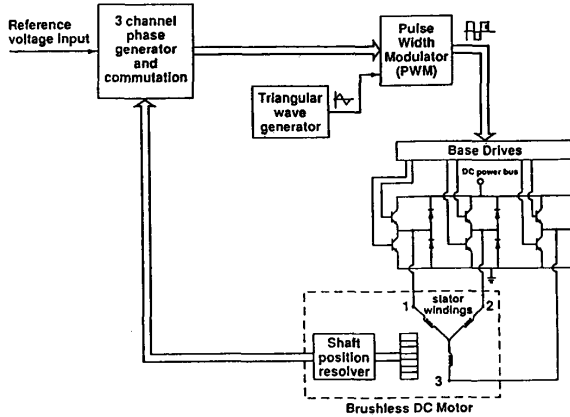 Reference
voltage Input
3 channel
phase
generator
and
commutation
Pulse
Width
Modulator
(PWM)
Triangular
wave
generator
Base Drives
DC power bus
1
stator
windings
2
3
Shaft
position
resolver
Brushless DC Motor